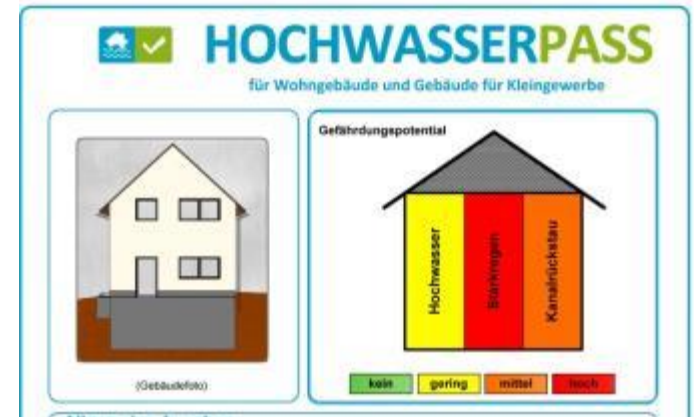 HOCHWASSERPASS
für Wohngebäude und Gebäude für Kleingewerbe
(Gebäudefoto)
Gefährdungspotential
Hochwasser
Starkregen
Kanalrückstau
kein
gering
mittel
hoch